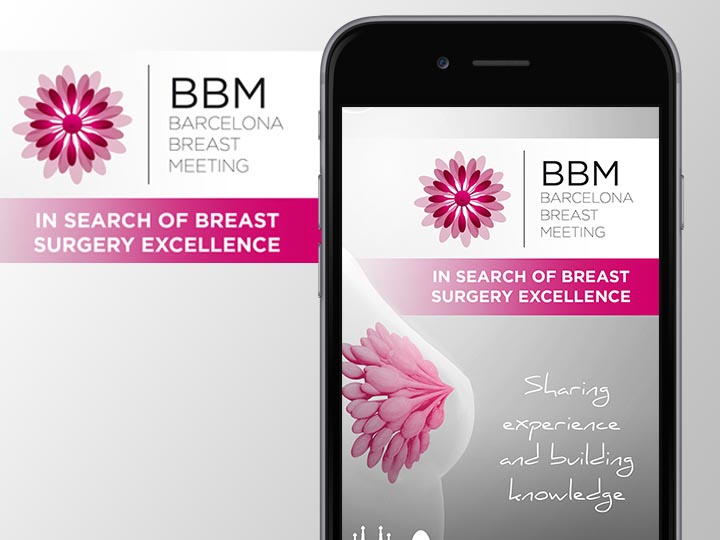 BBM
BARCELONA
BREAST
MEETING
IN SEARCH OF BREAST
SURGERY EXCELLENCE
BBM
BARCELONA
BREAST
MEETING
IN SEARCH OF BREAST
SURGERY EXCELLENCE
Sharing
experience
and building
knowledge